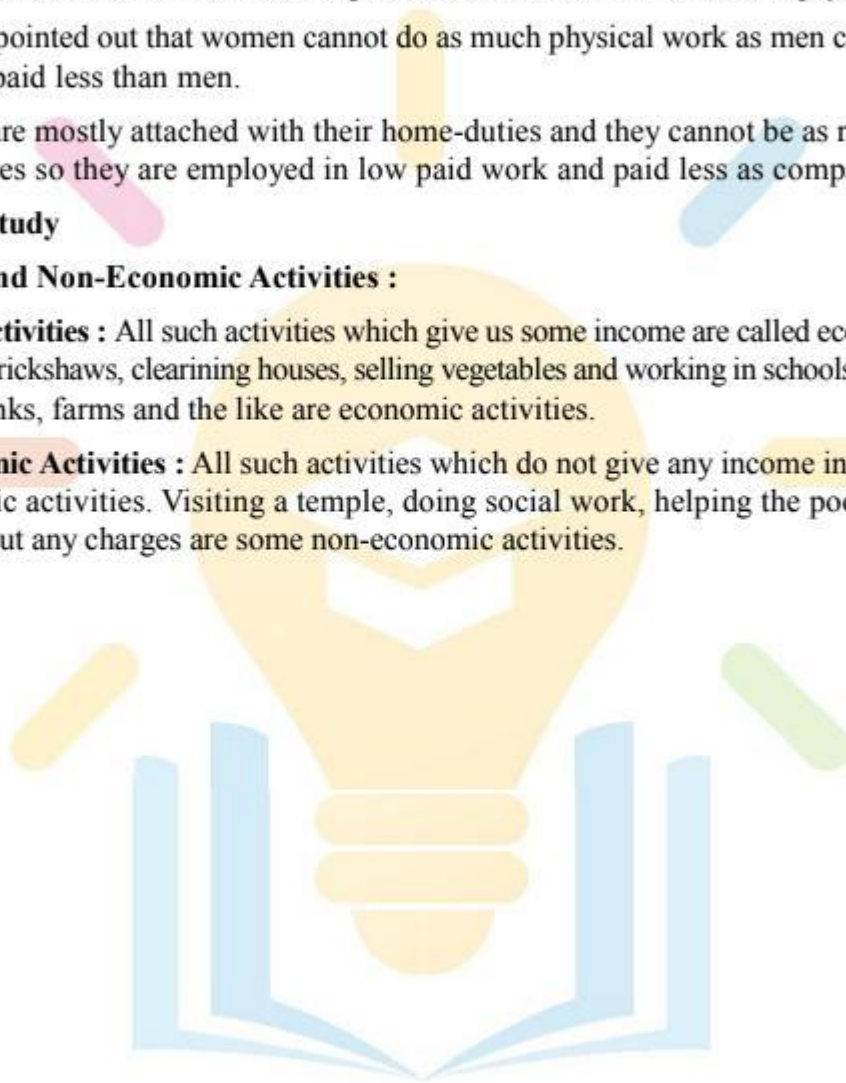 pointed out that women cannot do as much physical work as men c
paid less than men.
re mostly attached with their home-duties and they cannot be as r
es so they are employed in low paid work and paid less as comp
tudy
nd Non-Economic Activities :
ctivities : All such activities which give us some income are called ec
rickshaws, clearining houses, selling vegetables and working in schools
nks, farms and the like are economic activities.
nic Activities : All such activities which do not give any income in
ic activities. Visiting a temple, doing social work, helping the poo
ut any charges are some non-economic activities.